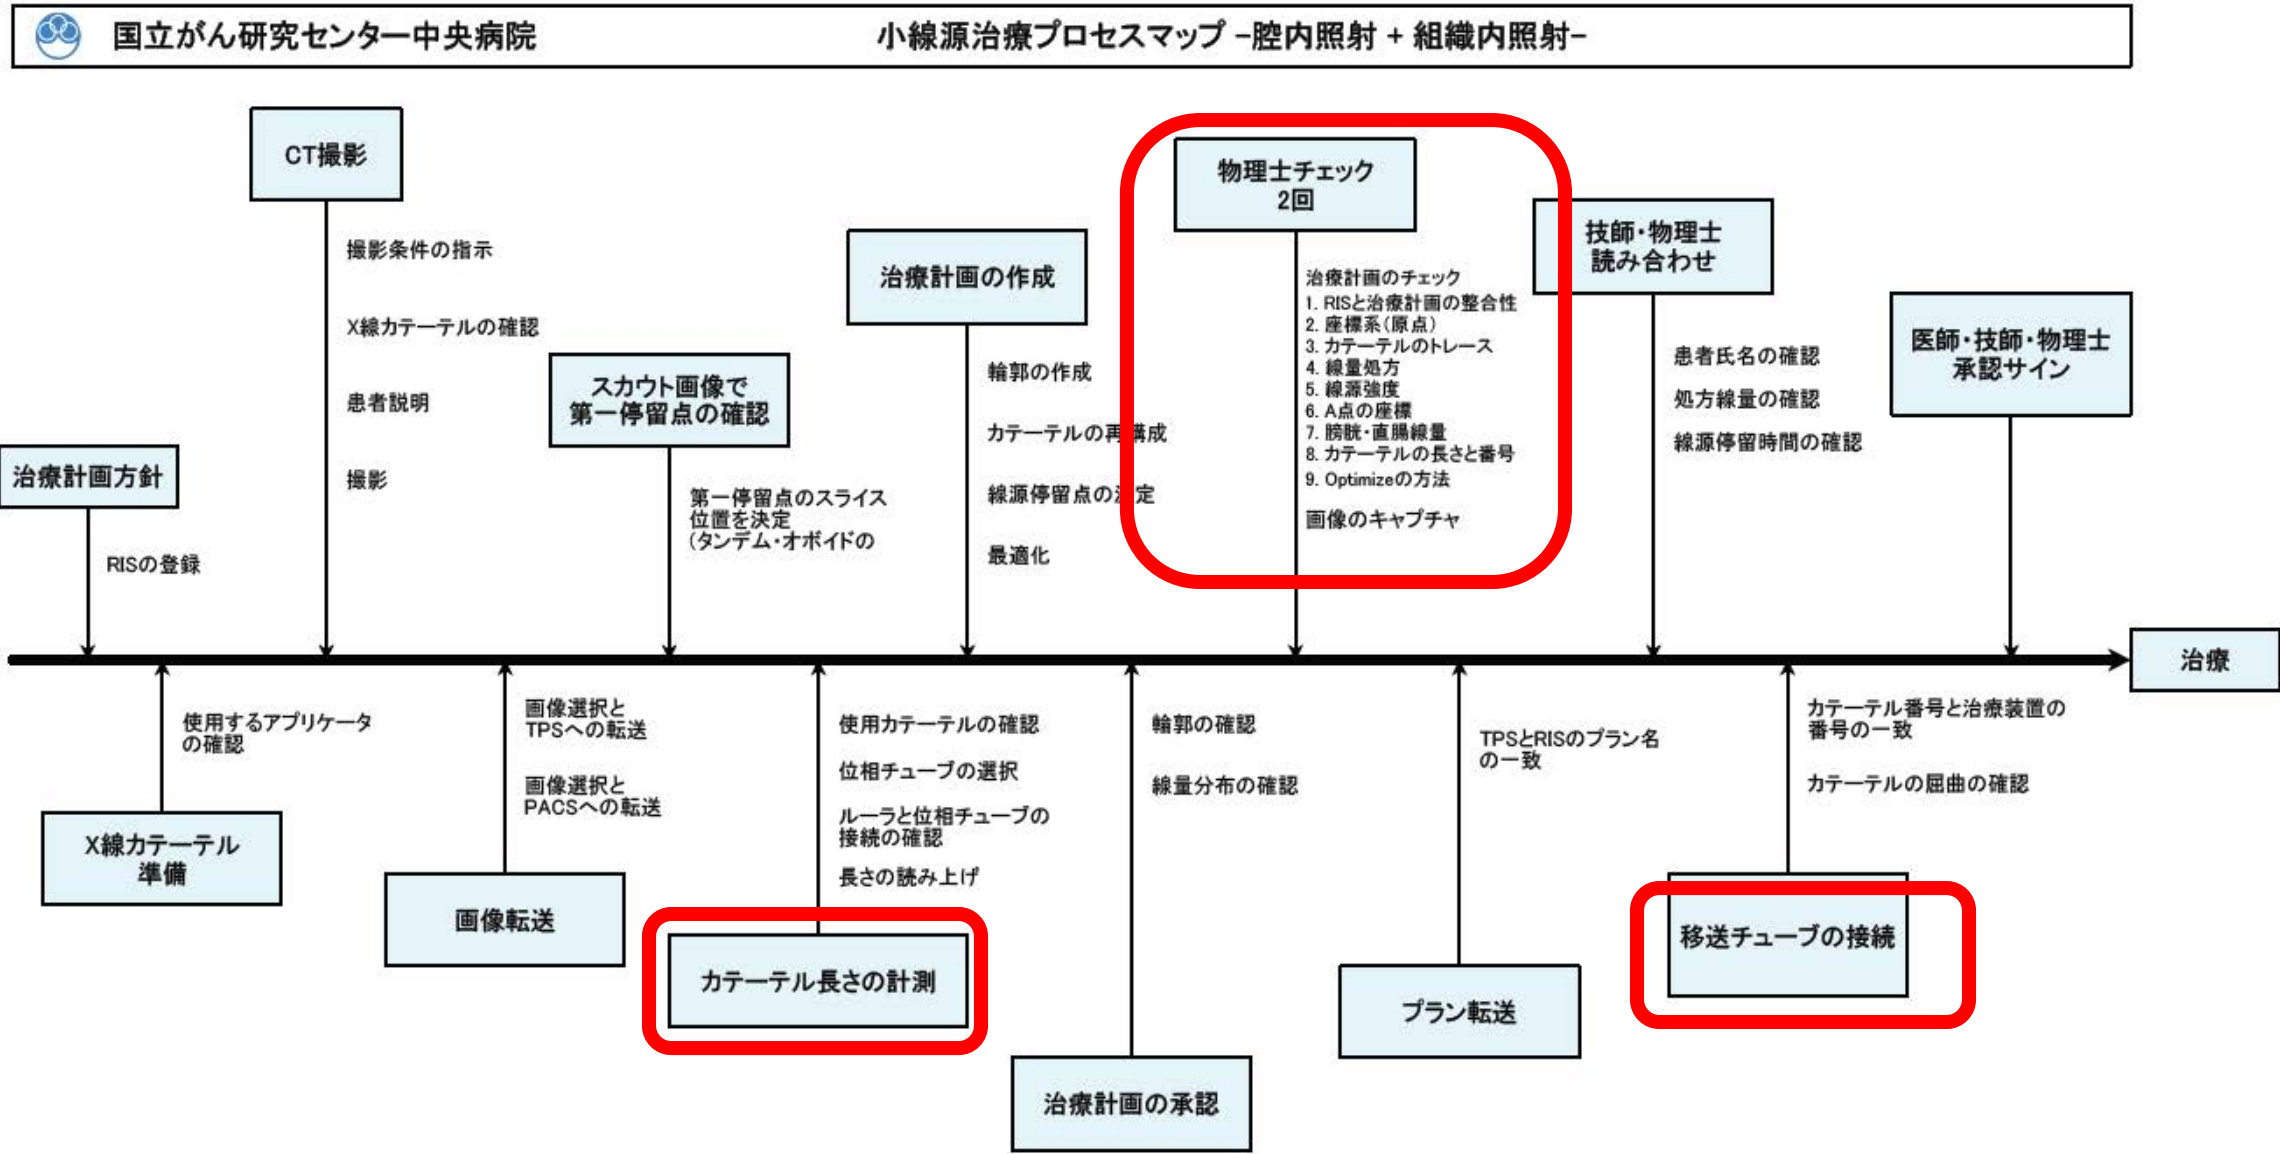 国立がん研究センター中央病院
小線源治療プロセスマップ -腔内照射 + 組織内照射-
治療計画方針
RISの登録
CT撮影
撮影条件の指示
X線カテーテルの確認
患者説明
撮影
スカウト画像で
第一停留点の確認
第一停留点のスライス
位置を決定
(タンデム・オボイドの
治療計画の作成
輪郭の作成
カテーテルの再構成
線源停留点の決定
最適化
物理士チェック
2回
治療計画のチェック
1. RISと治療計画の整合性
2. 座標系(原点)
3. カテーテルのトレース
4. 線量処方
5. 線源強度
6. A点の座標
7. 膀胱・直腸線量
8. カテーテルの長さと番号
9. Optimizeの方法
画像のキャプチャ
技師・物理士
読み合わせ
患者氏名の確認
処方線量の確認
線源停留時間の確認
医師・技師・物理士
承認サイン
治療
使用するアプリケータ
の確認
X線カテーテル
準備
画像選択と
TPSへの転送
画像選択と
PACSへの転送
画像転送
使用カテーテルの確認
位相チューブの選択
ルーラと位相チューブの
接続の確認
長さの読み上げ
カテーテル長さの計測
輪郭の確認
線量分布の確認
治療計画の承認
TPSとRISのプラン名
の一致
プラン転送
カテーテル番号と治療装置の
番号の一致
カテーテルの屈曲の確認
移送チューブの接続